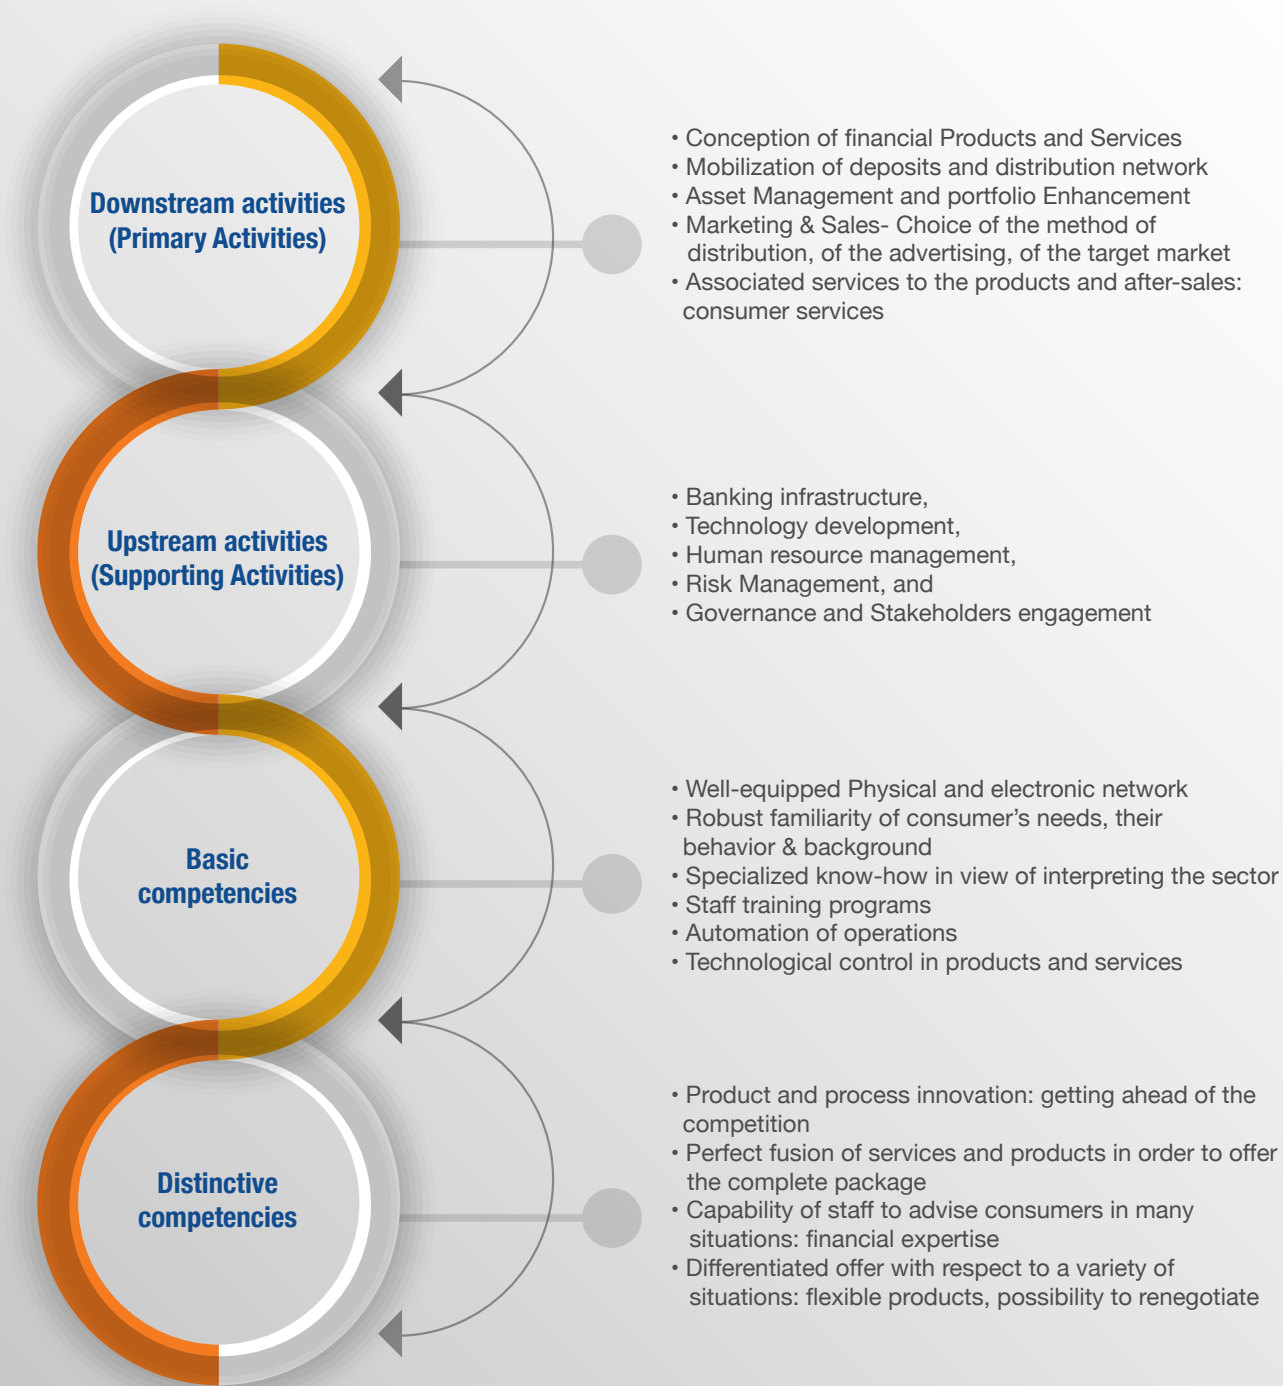 Downstream activities
(Primary Activities)
• Conception of financial Products and Services
• Mobilization of deposits and distribution network
• Asset Management and portfolio Enhancement
• Marketing & Sales- Choice of the method of
distribution, of the advertising, of the target market
• Associated services to the products and after-sales:
consumer services
Upstream activities
(Supporting Activities)
• Banking infrastructure,
• Technology development,
• Human resource management,
• Risk Management, and
• Governance and Stakeholders engagement
Basic
competencies
• Well-equipped Physical and electronic network
• Robust familiarity of consumer’s needs, their
behavior & background
• Specialized know-how in view of interpreting the sector
• Staff training programs
• Automation of operations
• Technological control in products and services
Distinctive
competencies
• Product and process innovation: getting ahead of the
competition
• Perfect fusion of services and products in order to offer
the complete package
• Capability of staff to advise consumers in many
situations: financial expertise
• Differentiated offer with respect to a variety of
situations: flexible products, possibility to renegotiate